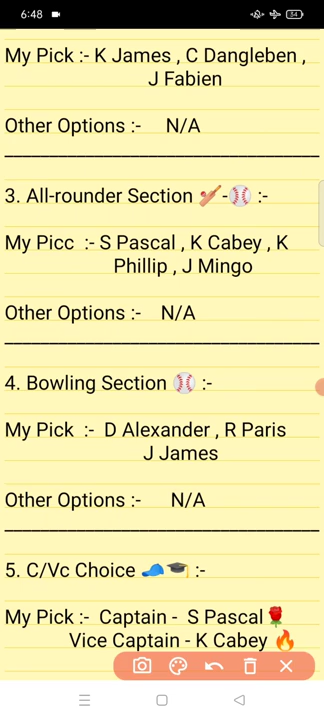 6:48
54
My Pick :- K James , C Dangleben ,
J Fabien
Other Options :- N/A
3. All-rounder Section 🏏-⚾ :-
My Picc :- S Pascal , K Cabey , K
Phillip , J Mingo
Other Options :- N/A
4. Bowling Section ⚾ :-
My Pick :- D Alexander , R Paris
J James
Other Options :- N/A
5. C/Vc Choice 🧢🎓 :-
My Pick :- Captain - S Pascal🌹
Vice Captain - K Cabey 🔥